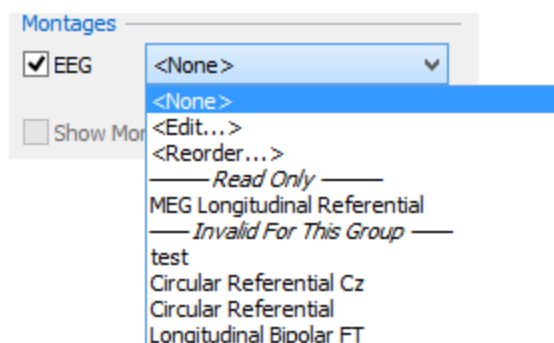 Montages
EEG
<None>
<None>
<Edit...>
Show Mor
<Reorder...>
Read Only
MEG Longitudinal Referential
Invalid For This Group
test
Circular Referential Cz
Circular Referential
Longitudinal Bipolar FT